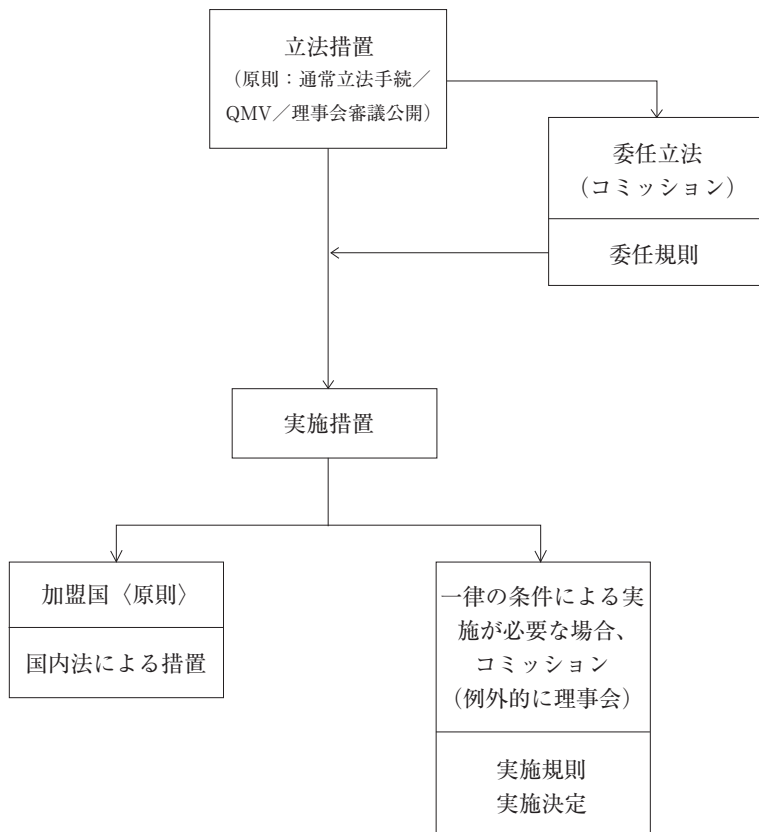 立法措置
（原則：通常立法手続／
QMV／理事会審議公開）
委任立法
（コミッション）
委任規則
実施措置
加盟国〈原則〉
国内法による措置
一律の条件による実
施が必要な場合、
コミッション
（例外的に理事会）
実施規則
実施決定